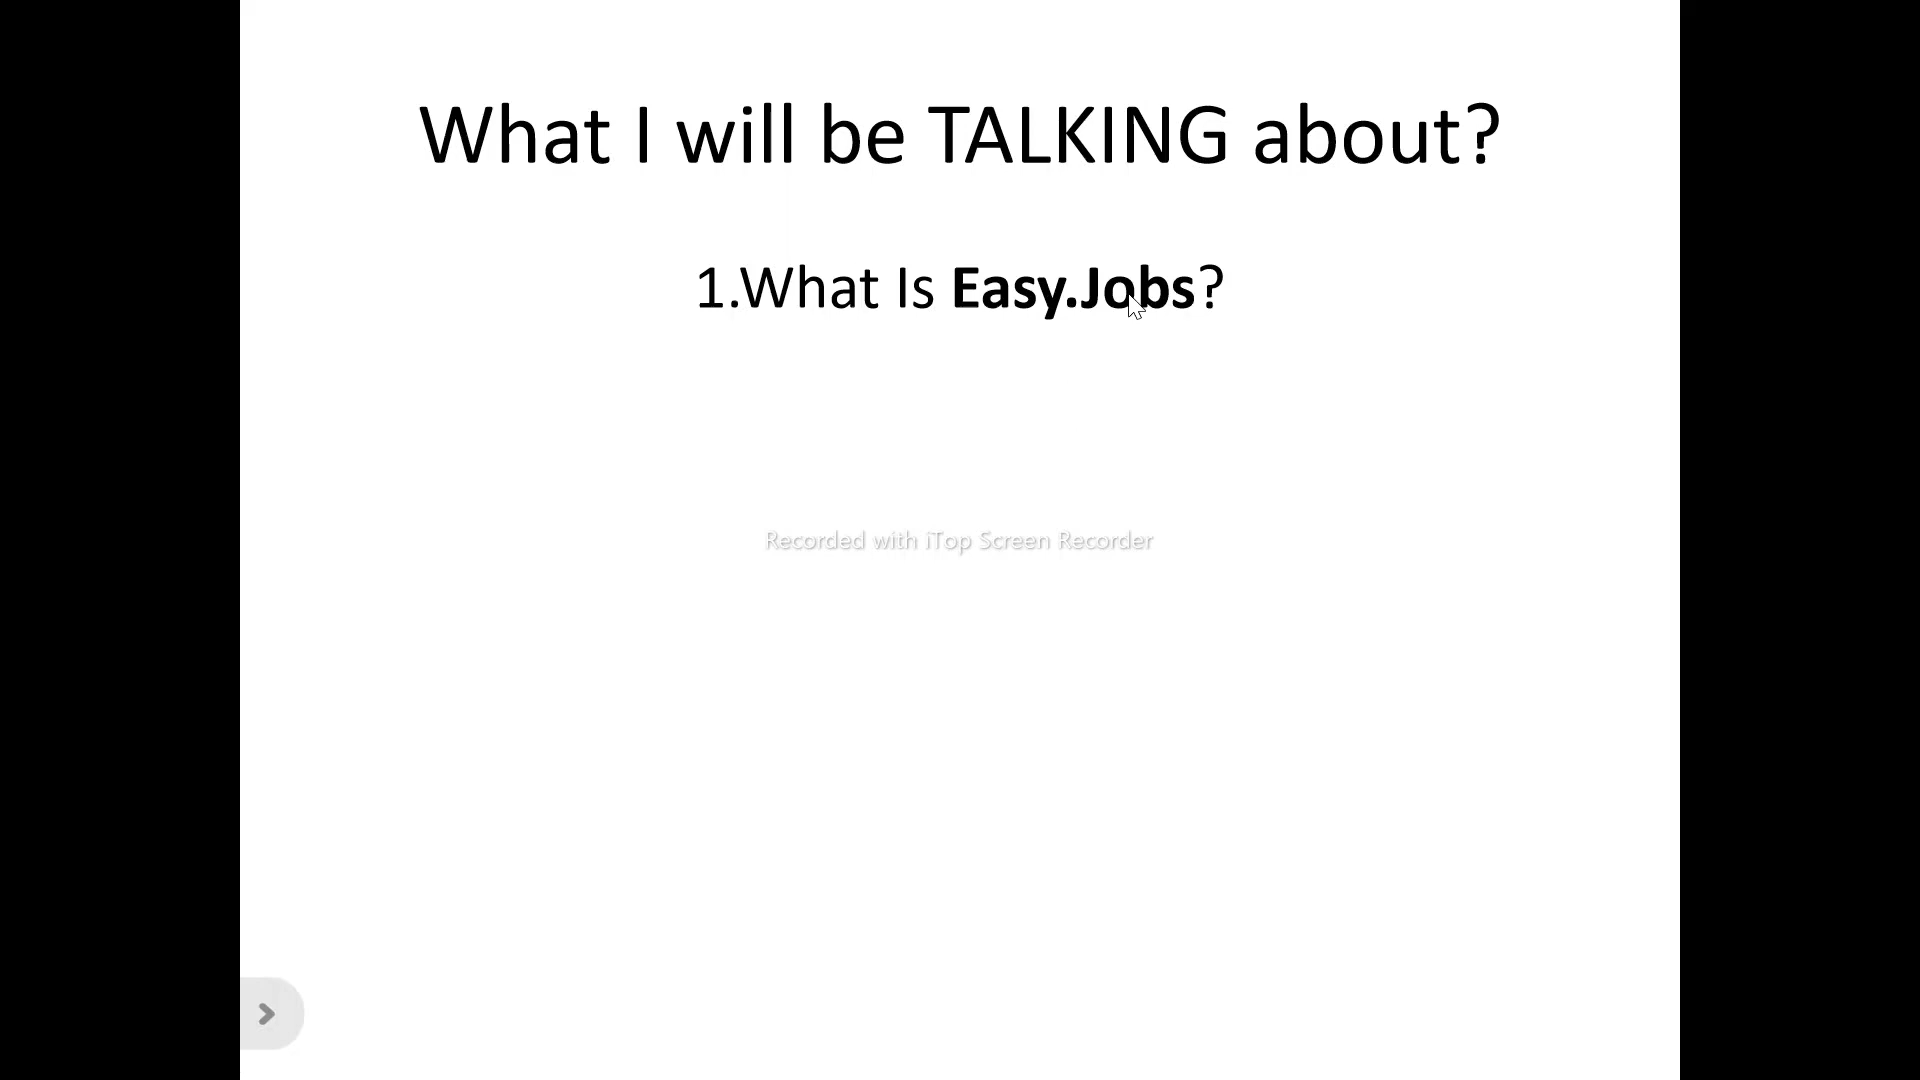 What I will be TALKING about?
1.What Is Easy.Jobs?
Recorded with iTop Screen Recorder